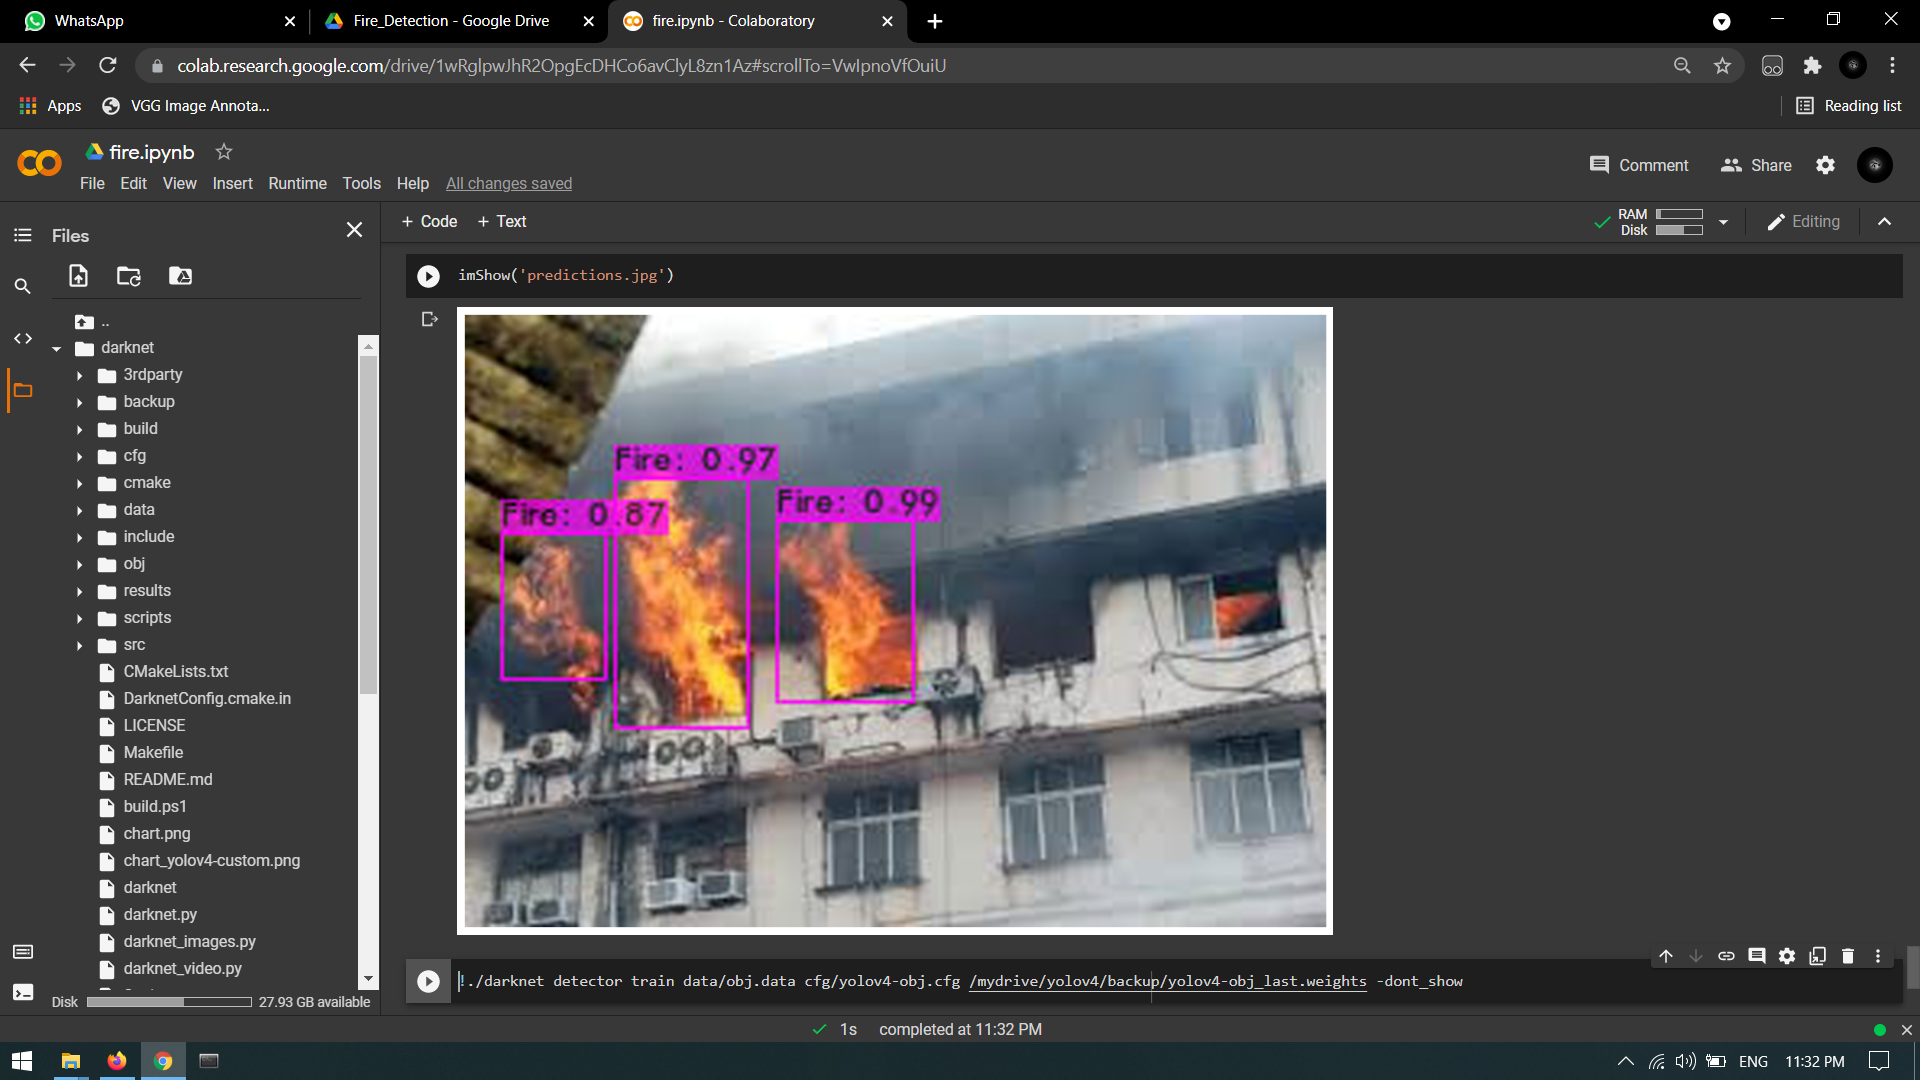 WhatsApp
Fire_Detection - Google Drive
fire.ipynb - Colaboratory
colab.research.google.com/drive/1wRglpwJhR2OpgEcDHCo6avClyL8zn1Az#scrollTo=VwIpnoVfOuiU
Apps
VGG Image Annota...
Reading list
fire.ipynb
File Edit View Insert Runtime Tools Help All changes saved
Comment
Share
Files
+ Code + Text
RAM
Disk
Editing
imShow('predictions.jpg')
..
darknet
3rdparty
backup
build
cfg
cmake
data
include
obj
results
scripts
src
CMakeLists.txt
DarknetConfig.cmake.in
LICENSE
Makefile
README.md
build.ps1
chart.png
chart_yolov4-custom.png
darknet
darknet.py
darknet_images.py
darknet_video.py
Disk 27.93 GB available
Fire: 0.97
Fire: 0.87
Fire: 0.99
!./darknet detector train data/obj.data cfg/yolov4-obj.cfg /mydrive/yolov4/backup/yolov4-obj_last.weights -dont_show
1s completed at 11:32 PM
ENG 11:32 PM